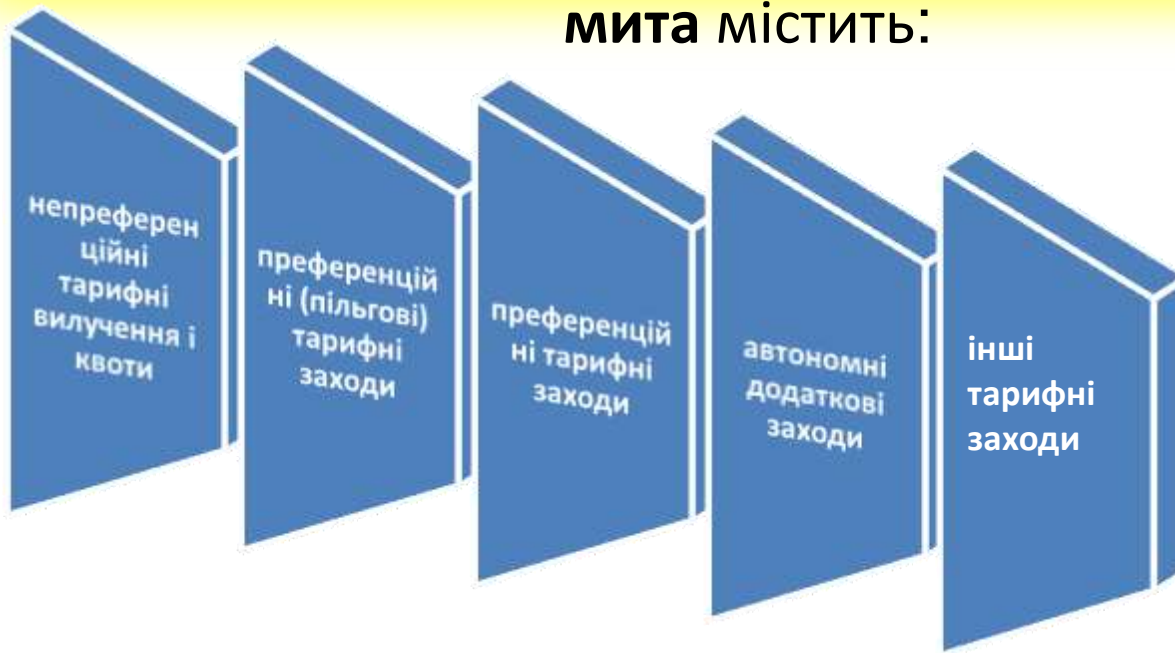 мита містить:
непреферен
ційні
тарифні
вилучення і
квоти
преференцій
ні (пільгові)
тарифні
заходи
преференцій
ні тарифні
заходи
автономні
додаткові
заходи
інші
тарифні
заходи